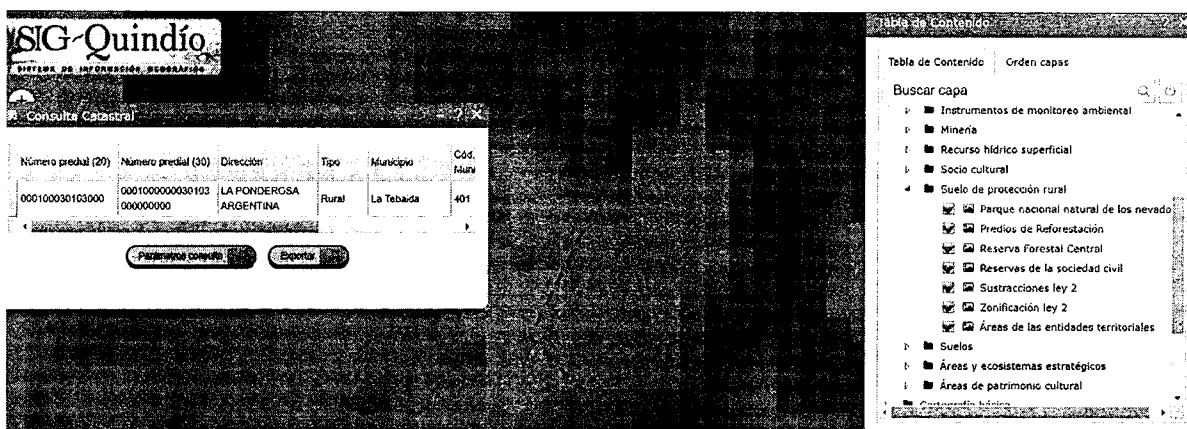 SIG-Quindío
SISTEMA DE INFORMACIÓN GEOGRÁFICA
Consulta Catastral
Número predial (20) Número predial (30) Dirección Tipo Municipio Cód. Muni
000100030103000 0001000000030103 LA PONDEROSA Rural La Tebaida 401
000000000 ARGENTINA
Parametros consulta Exportar
Tabla de Contenido
Tabla de Contenido Orden capas
Buscar capa
Instrumentos de monitoreo ambiental
Minería
Recurso hídrico superficial
Socio cultural
Suelo de protección rural
Parque nacional natural de los nevado
Predios de Reforestación
Reserva Forestal Central
Reservas de la sociedad civil
Sustracciones ley 2
Zonificación ley 2
Áreas de las entidades territoriales
Suelos
Áreas y ecosistemas estratégicos
Áreas de patrimonio cultural
Cartografía básica